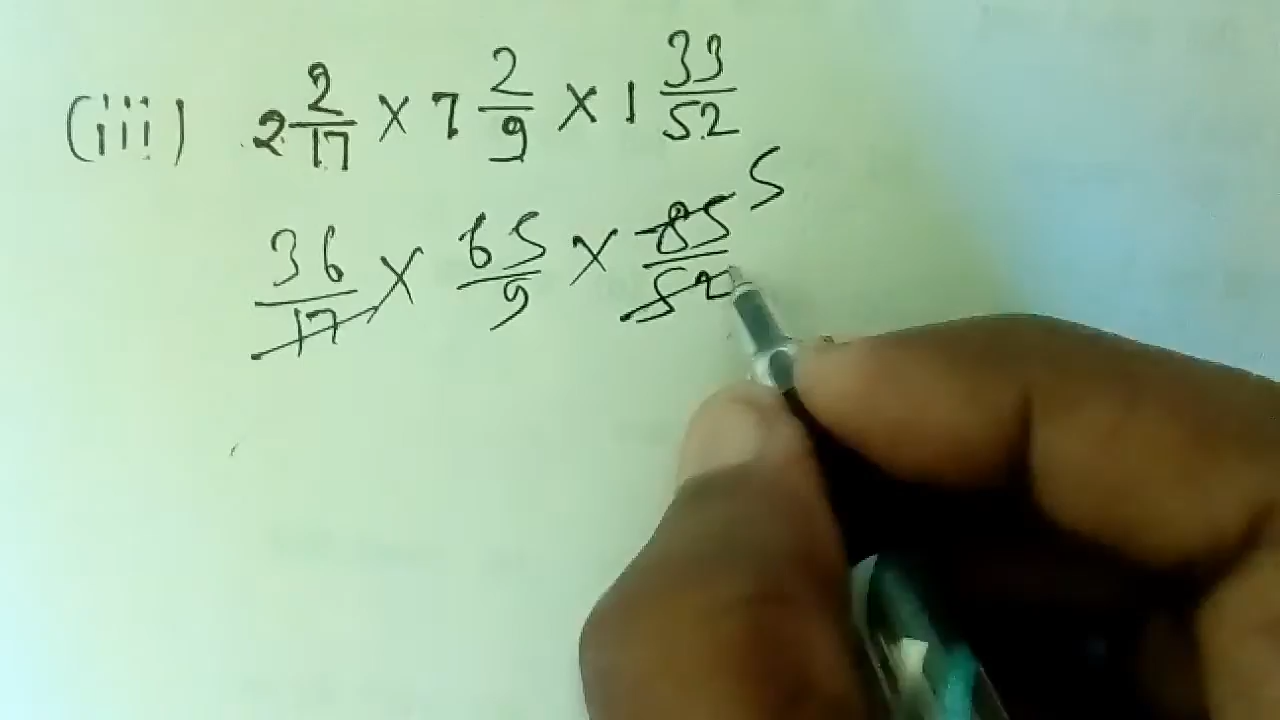 (iii) 2 2/17 × 7 2/9 × 1 33/52
36/17 × 65/9 × 85/52 5